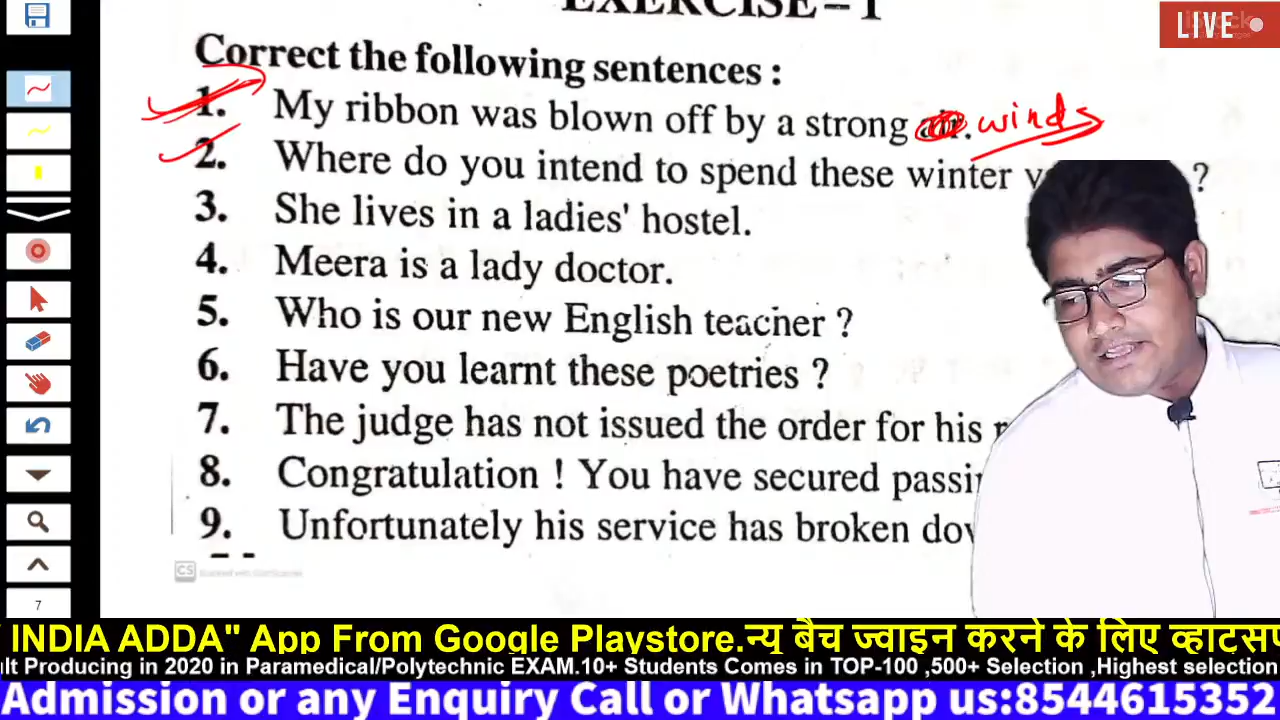 EXERCISE – 1
LIVE
Correct the following sentences :
1. My ribbon was blown off by a strong air. winds
2. Where do you intend to spend these winter ?
3. She lives in a ladies' hostel.
4. Meera is a lady doctor.
5. Who is our new English teacher ?
6. Have you learnt these poetries ?
7. The judge has not issued the order for his
8. Congratulation ! You have secured
9. Unfortunately his service has broken
CS
7
INDIA ADDA" App From Google Playstore.न्यू बैच ज्वाइन करने के लिए
Producing in 2020 in Paramedical/Polytechnic EXAM.10+ Students Comes in TOP-100 ,500+ Selection ,Highest selection
Admission or any Enquiry Call or Whatsapp us:8544615352